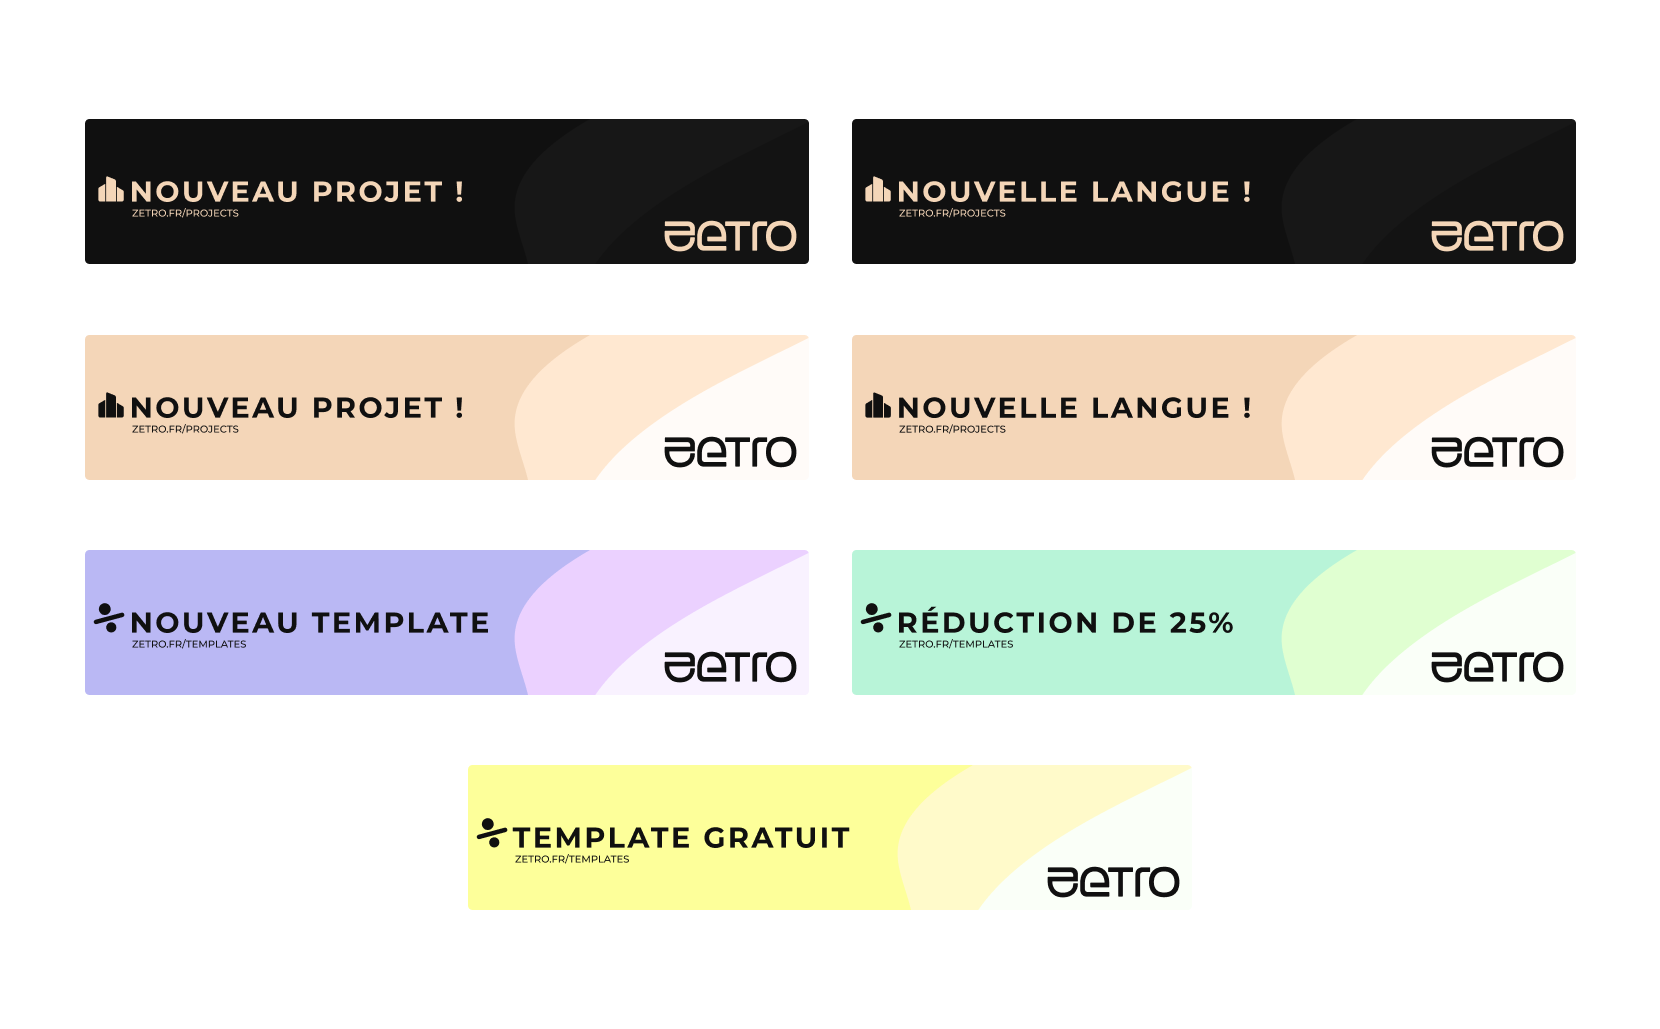 NOUVEAU PROJET !
ZETRO.FR/PROJECTS
ZETRO
NOUVELLE LANGUE !
ZETRO.FR/PROJECTS
ZETRO
NOUVEAU PROJET !
ZETRO.FR/PROJECTS
ZETRO
NOUVELLE LANGUE !
ZETRO.FR/PROJECTS
ZETRO
NOUVEAU TEMPLATE
ZETRO.FR/TEMPLATES
ZETRO
RÉDUCTION DE 25%
ZETRO.FR/TEMPLATES
ZETRO
TEMPLATE GRATUIT
ZETRO.FR/TEMPLATES
ZETRO